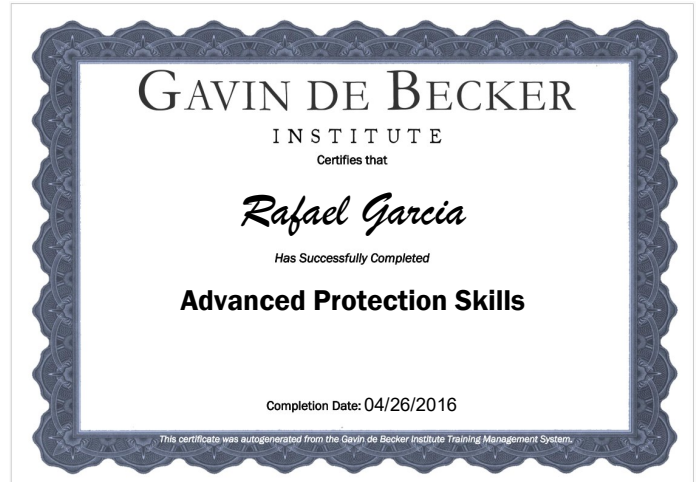 GAVIN DE BECKER
INSTITUTE
Certifies that
Rafael Garcia
Has Successfully Completed
Advanced Protection Skills
Completion Date: 04/26/2016
This certificate was autogenerated from the Gavin de Becker Institute Training Management System.